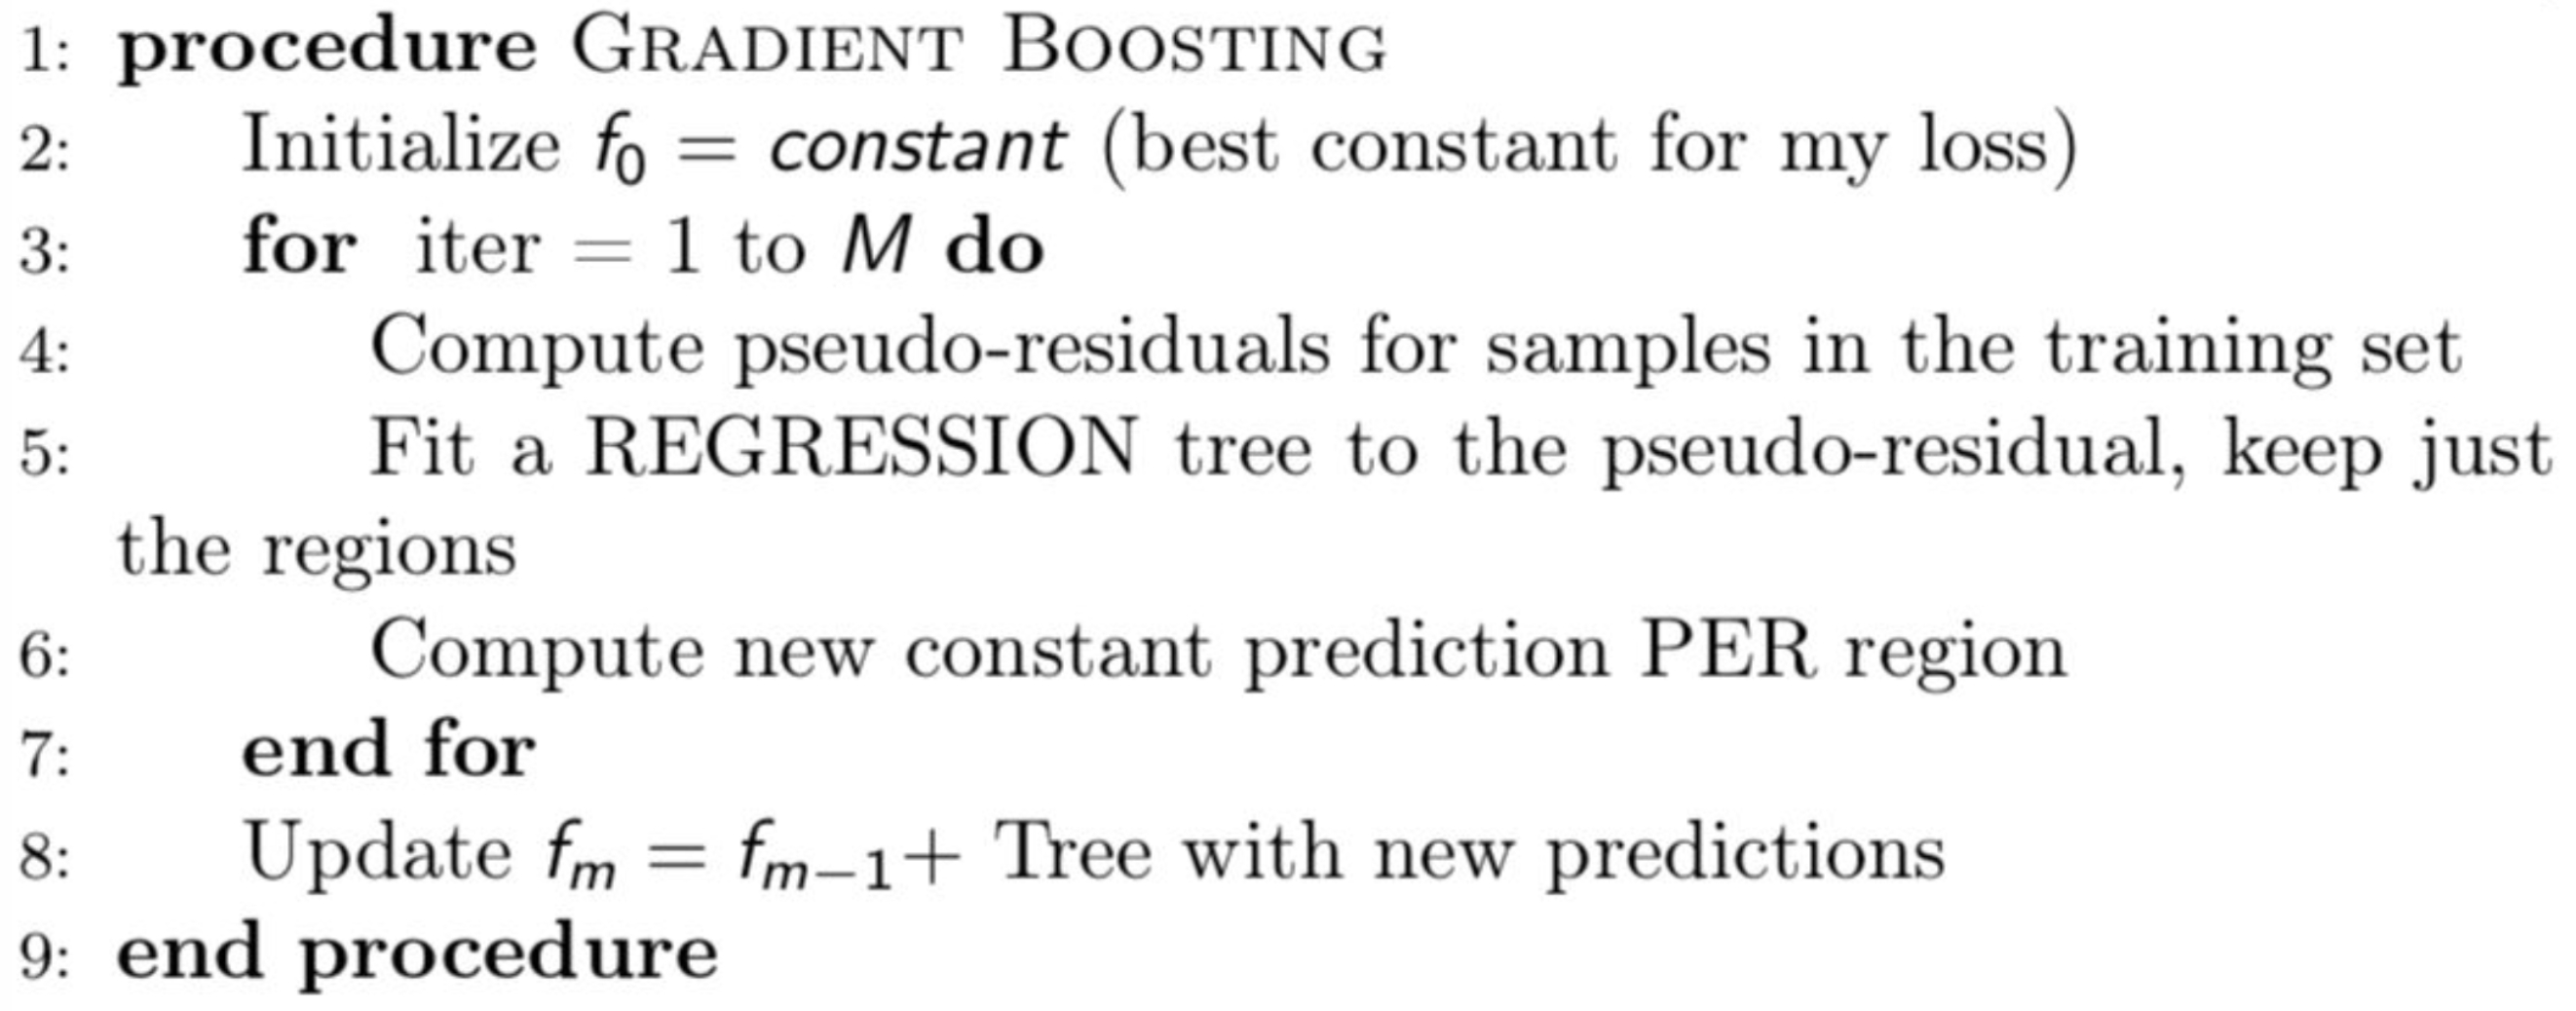 1: procedure GRADIENT BOOSTING
2: Initialize f₀ = constant (best constant for my loss)
3: for iter = 1 to M do
4: Compute pseudo-residuals for samples in the training set
5: Fit a REGRESSION tree to the pseudo-residual, keep just
the regions
6: Compute new constant prediction PER region
7: end for
8: Update fₘ = fₘ₋₁+ Tree with new predictions
9: end procedure